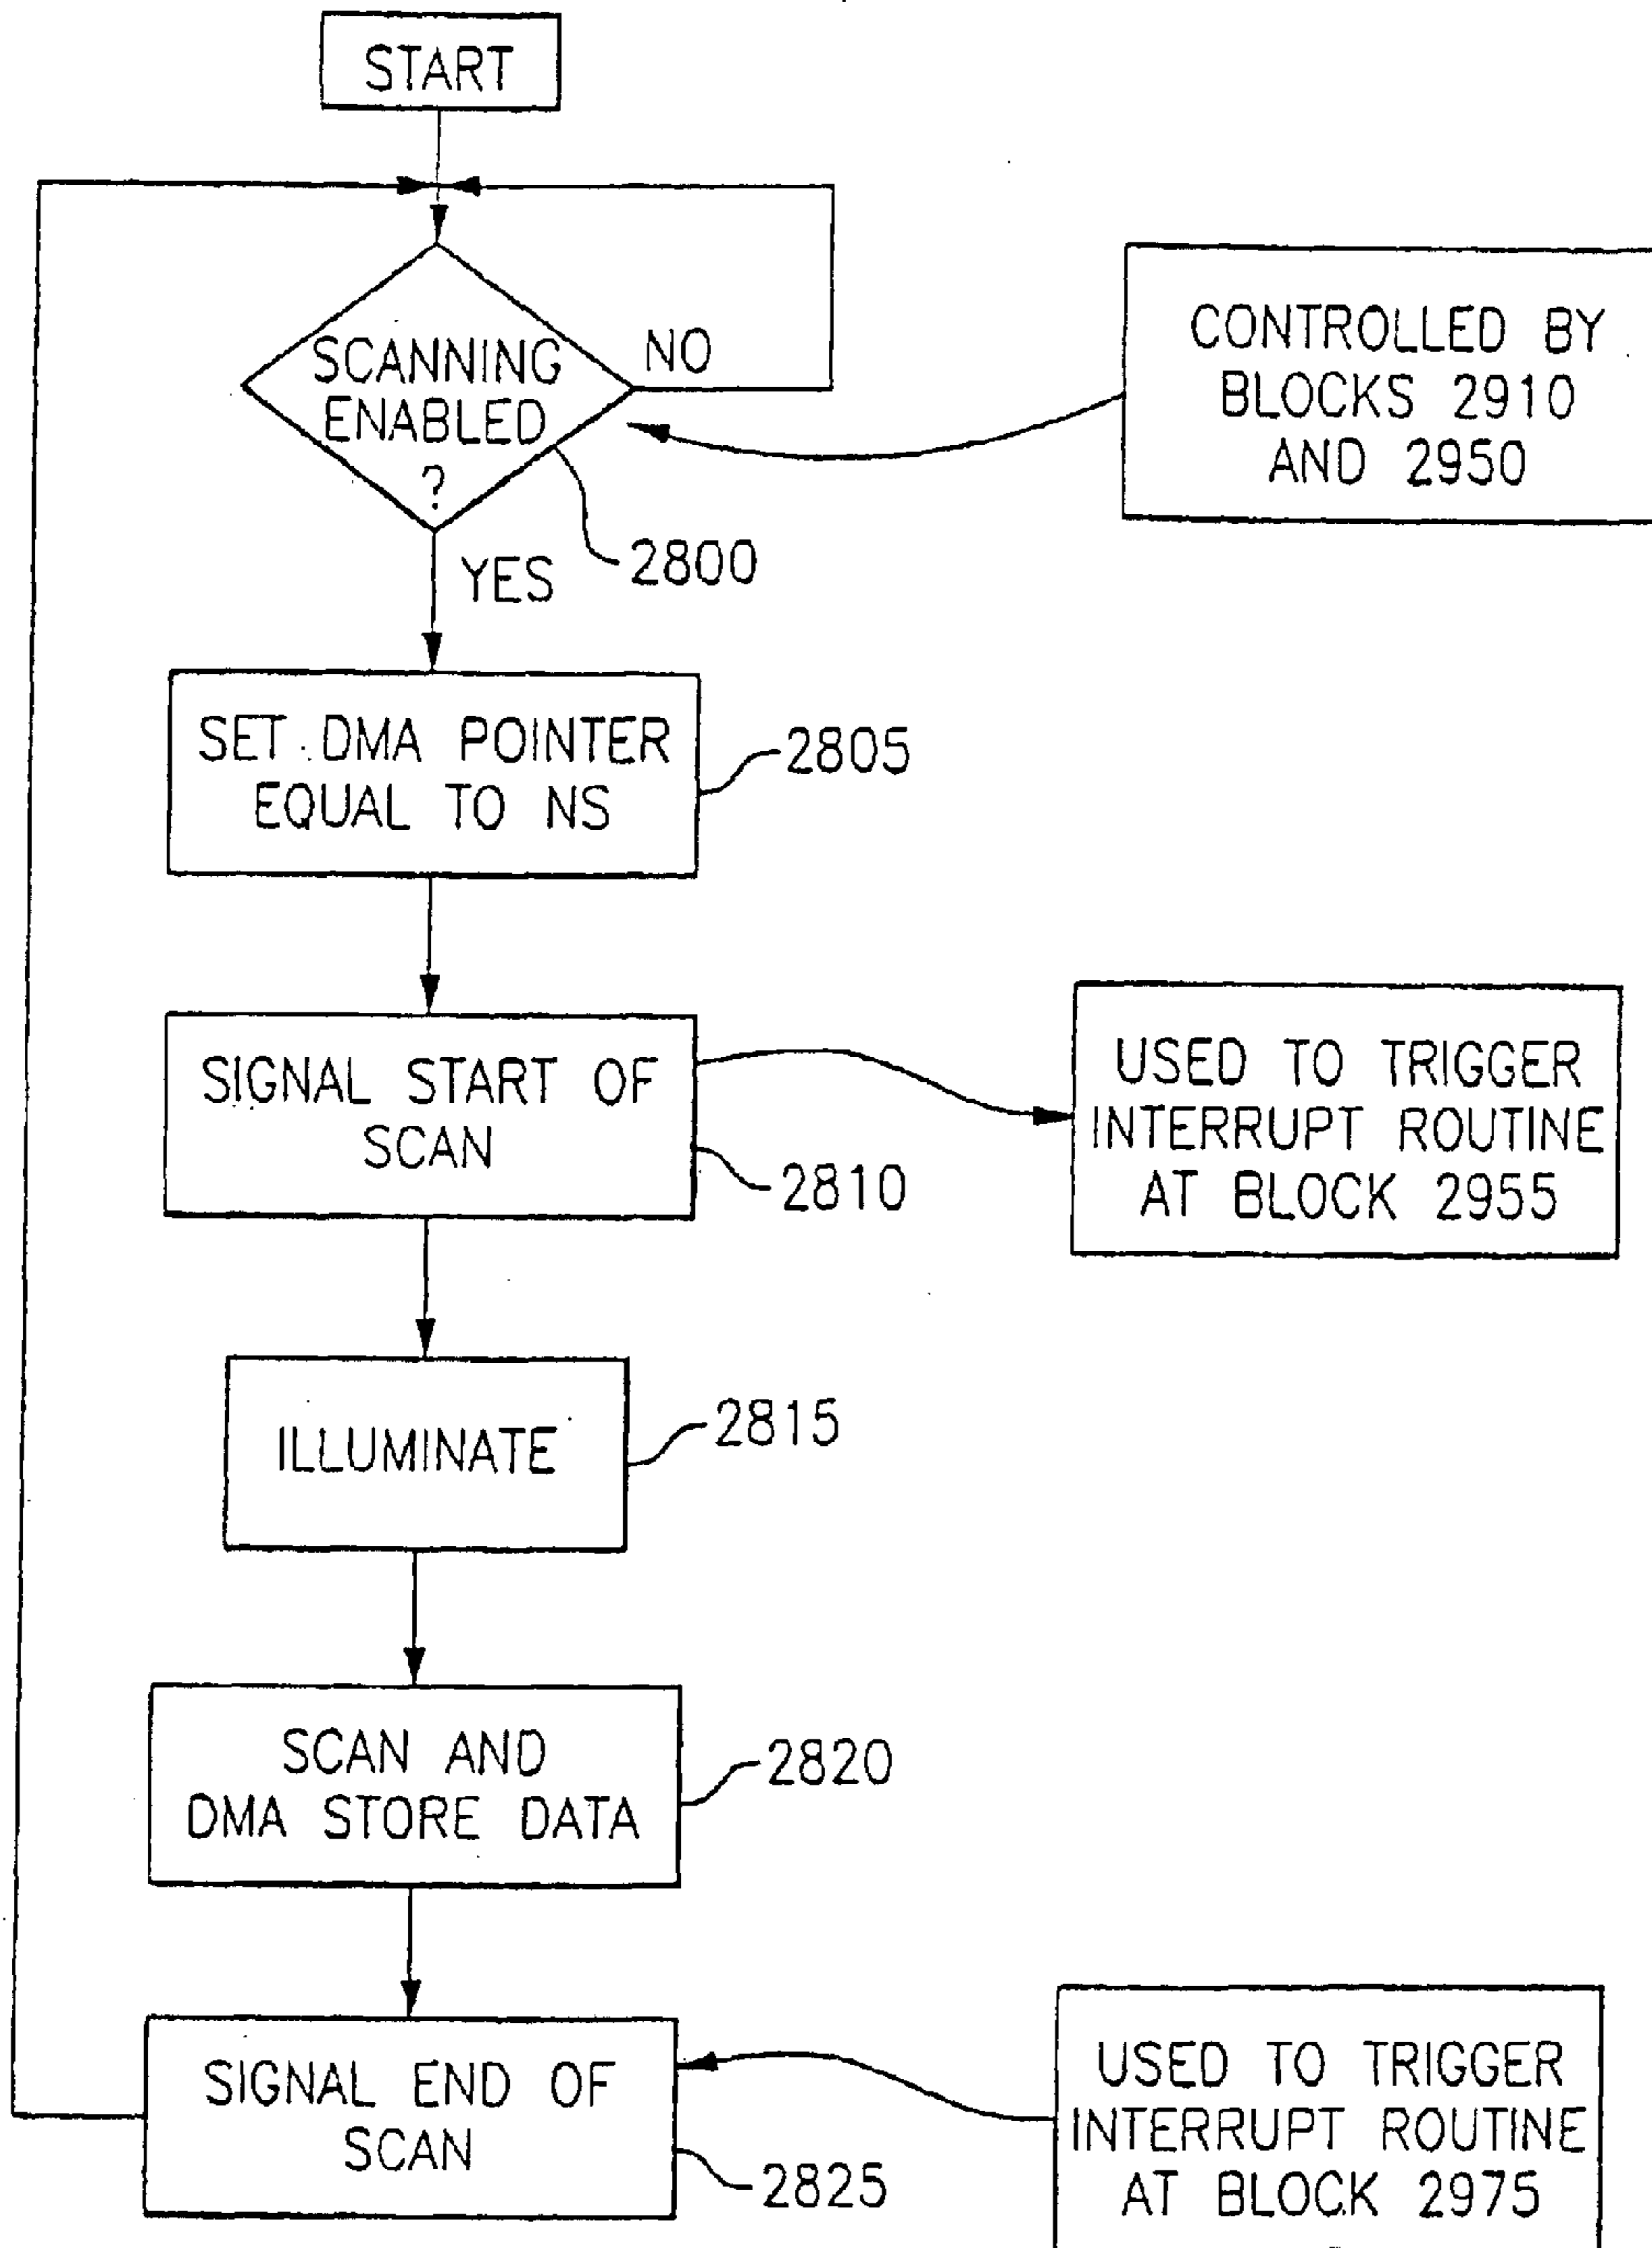 START
SCANNING
ENABLED
?
NO
YES
2800
CONTROLLED BY
BLOCKS 2910
AND 2950
SET DMA POINTER
EQUAL TO NS
2805
SIGNAL START OF
SCAN
2810
USED TO TRIGGER
INTERRUPT ROUTINE
AT BLOCK 2955
ILLUMINATE
2815
SCAN AND
DMA STORE DATA
2820
SIGNAL END OF
SCAN
2825
USED TO TRIGGER
INTERRUPT ROUTINE
AT BLOCK 2975